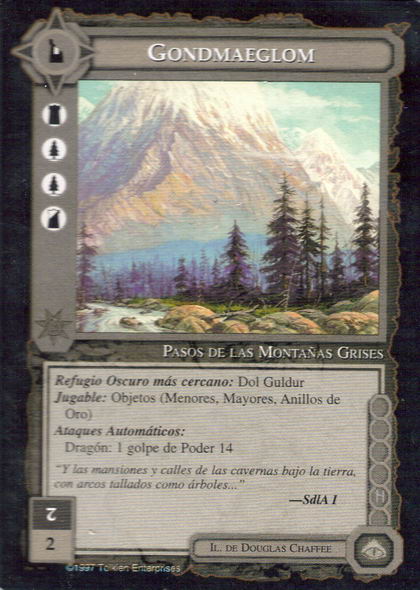 GONDMAEGLOM
PASOS DE LAS MONTAÑAS GRISES
Refugio Oscuro más cercano: Dol Guldur
Jugable: Objetos (Menores, Mayores, Anillos de
Oro)
Ataques Automáticos:
Dragón: 1 golpe de Poder 14
“Y las mansiones y calles de las cavernas bajo la tierra,
con arcos tallados como árboles...”
—SdlA I
2
2
IL. DE DOUGLAS CHAFFEE
©1997 Tolkien Enterprises